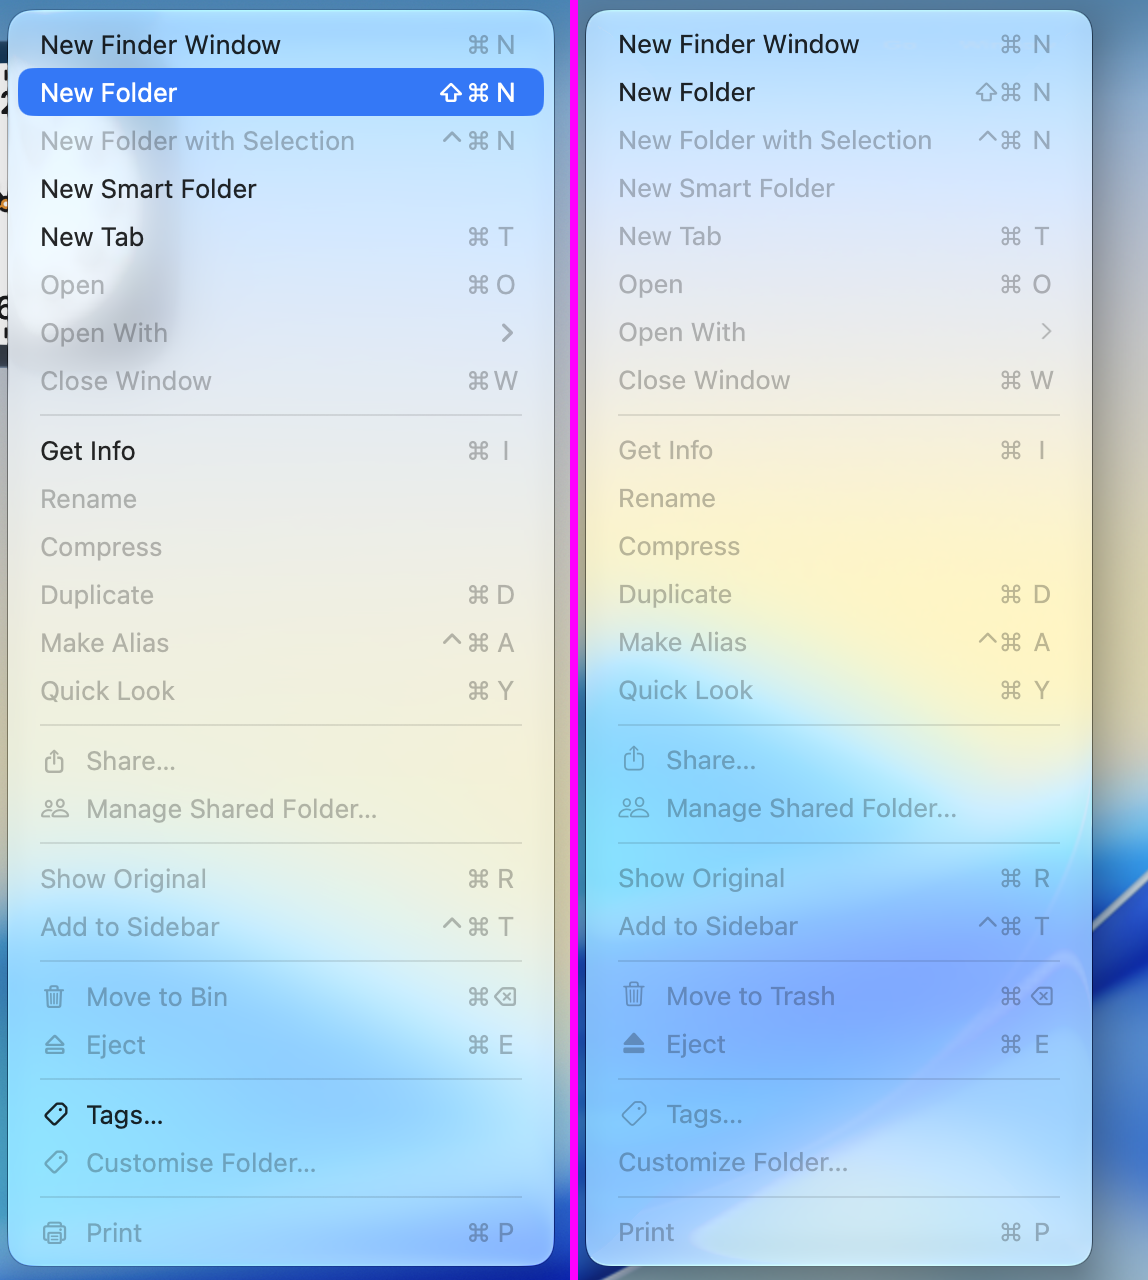 New Finder Window ⌘ N
New Folder ⇧ ⌘ N
New Folder with Selection ^ ⌘ N
New Smart Folder
New Tab ⌘ T
Open ⌘ O
Open With >
Close Window ⌘ W
Get Info ⌘ I
Rename
Compress
Duplicate ⌘ D
Make Alias ^ ⌘ A
Quick Look ⌘ Y
Share...
Manage Shared Folder...
Show Original ⌘ R
Add to Sidebar ^ ⌘ T
Move to Bin ⌘ ⌫
Eject ⌘ E
Tags...
Customise Folder...
Print ⌘ P
New Finder Window ⌘ N
New Folder ⇧⌘ N
New Folder with Selection ^⌘ N
New Smart Folder
New Tab ⌘ T
Open ⌘ O
Open With >
Close Window ⌘ W
Get Info ⌘ I
Rename
Compress
Duplicate ⌘ D
Make Alias ^⌘ A
Quick Look ⌘ Y
Share...
Manage Shared Folder...
Show Original ⌘ R
Add to Sidebar ^⌘ T
Move to Trash ⌘ ⌫
Eject ⌘ E
Tags...
Customize Folder...
Print ⌘ P